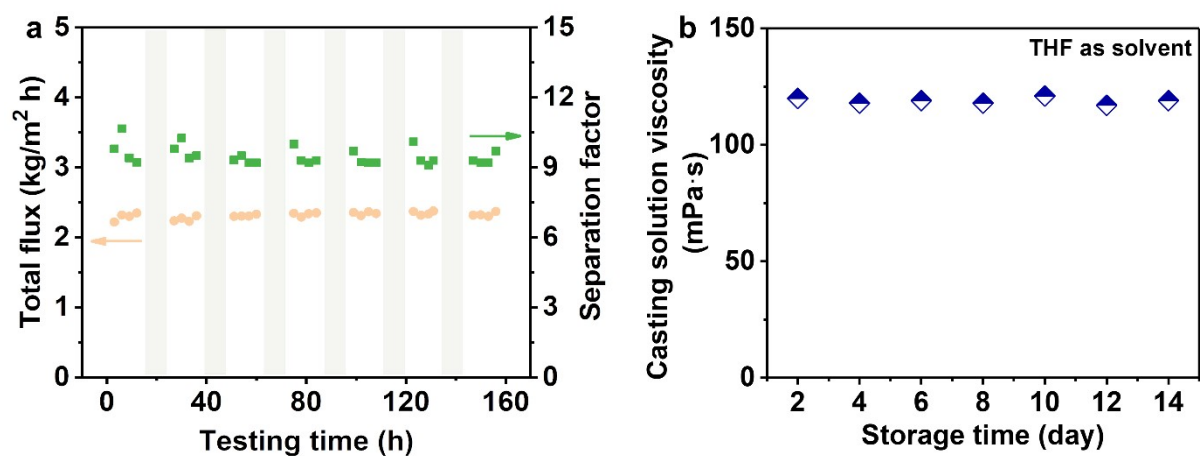 a
Total flux (kg/m² h)
5
4
3
2
1
0
0 40 80 120 160
Testing time (h)
15
12
9
6
3
0
Separation factor
b
THF as solvent
Casting solution viscosity
(mPa·s)
150
100
50
0
2 4 6 8 10 12 14
Storage time (day)